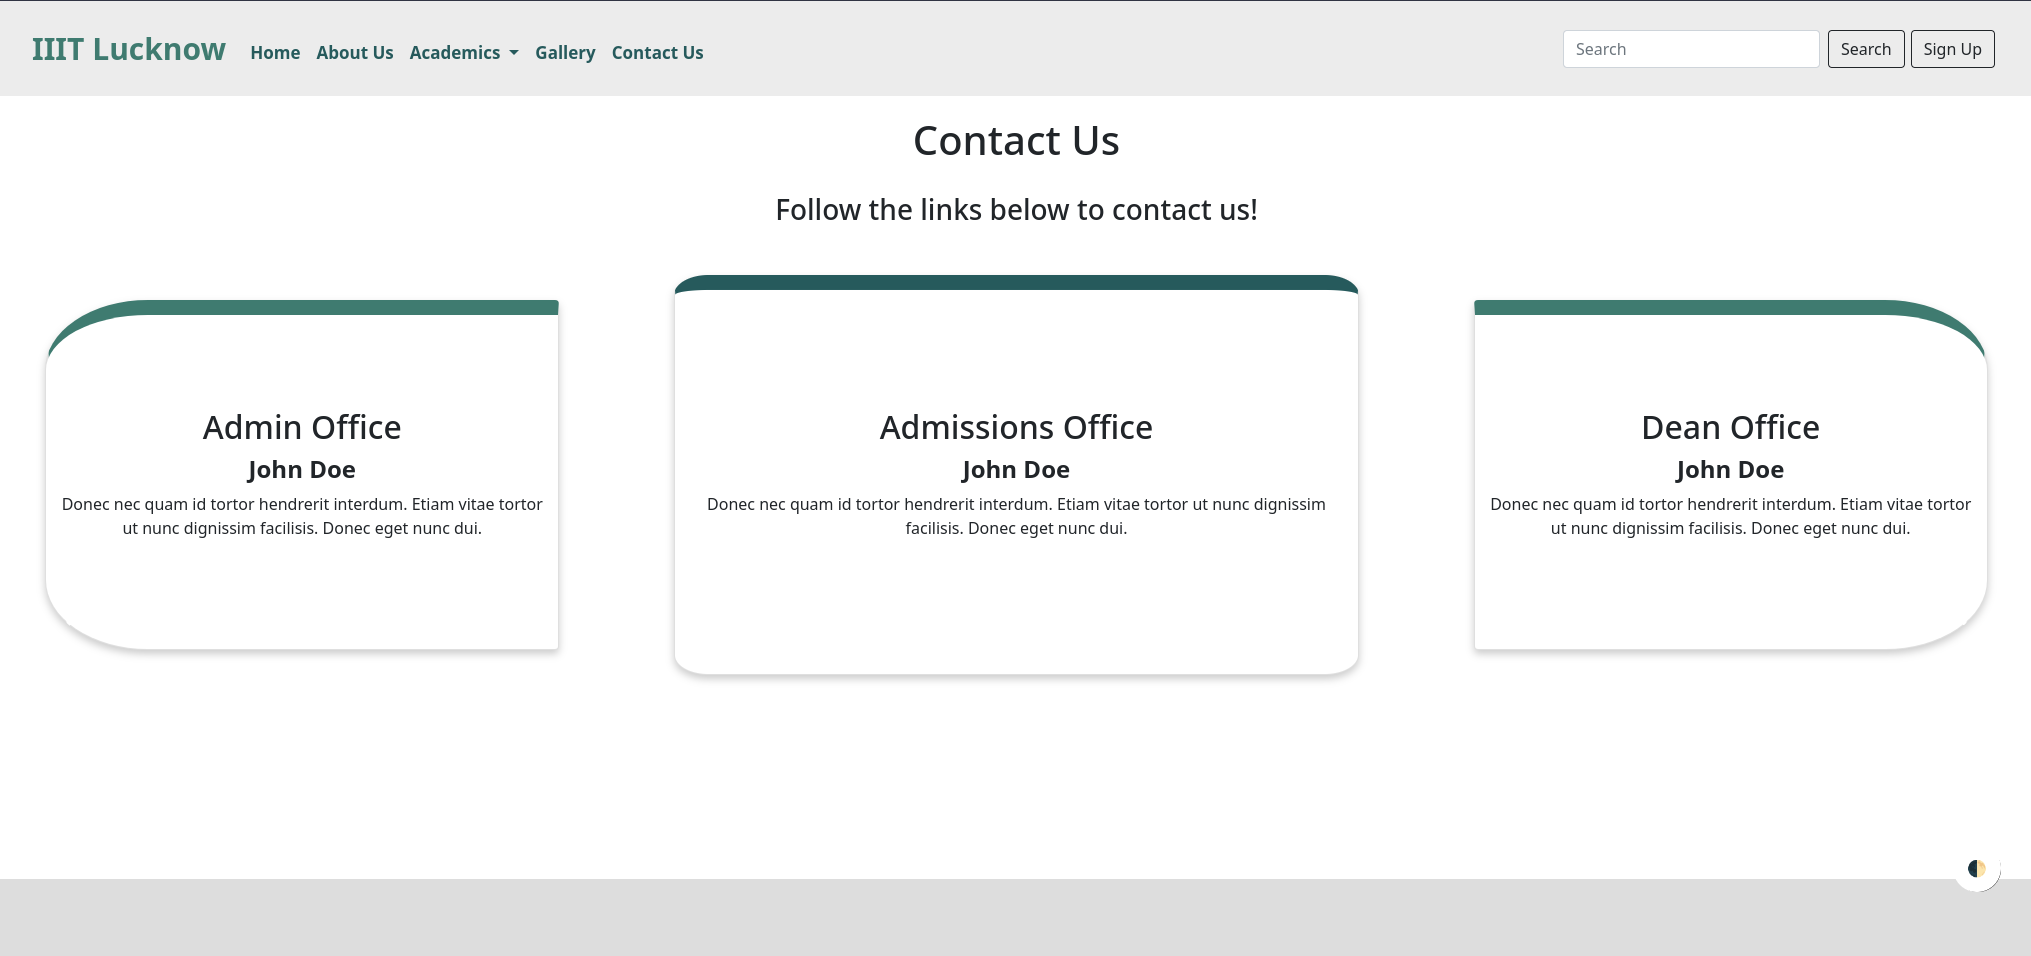 IIIT Lucknow Home About Us Academics Gallery Contact Us Search Search Sign Up
Contact Us
Follow the links below to contact us!
Admin Office
John Doe
Donec nec quam id tortor hendrerit interdum. Etiam vitae tortor
ut nunc dignissim facilisis. Donec eget nunc dui.
Admissions Office
John Doe
Donec nec quam id tortor hendrerit interdum. Etiam vitae tortor ut nunc dignissim
facilisis. Donec eget nunc dui.
Dean Office
John Doe
Donec nec quam id tortor hendrerit interdum. Etiam vitae tortor
ut nunc dignissim facilisis. Donec eget nunc dui.